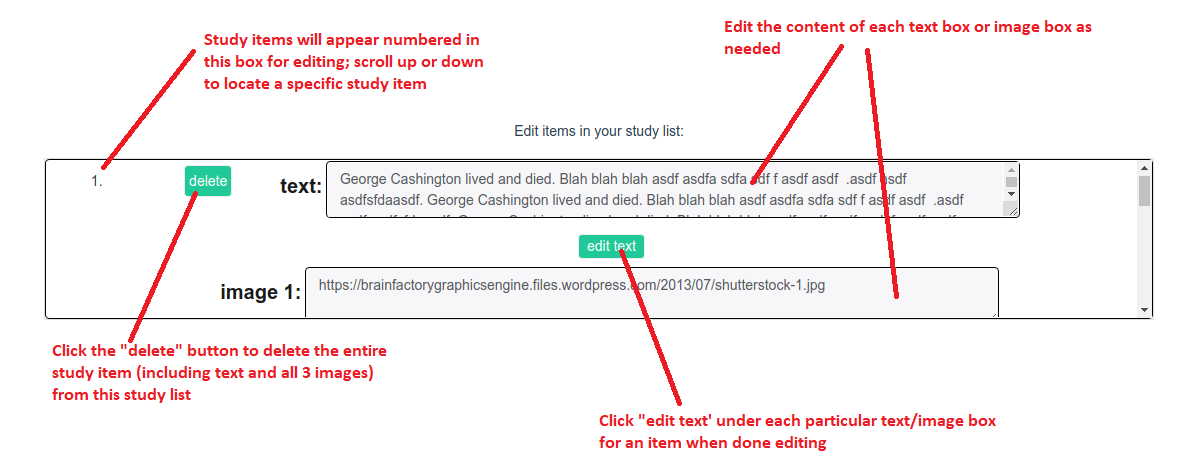 Study items will appear numbered in
this box for editing; scroll up or down
to locate a specific study item
Edit the content of each text box or image box as
needed
Edit items in your study list:
1.
delete
text:
George Cashington lived and died. Blah blah blah asdf asdfa sdfa sdf f asdf asdf  .asdf asdf
asdfsfdaasdf. George Cashington lived and died. Blah blah blah asdf asdfa sdfa sdf f asdf asdf  .asdf
edit text
image 1:
https://brainfactorygraphicsengine.files.wordpress.com/2013/07/shutterstock-1.jpg
Click the "delete" button to delete the entire
study item (including text and all 3 images)
from this study list
Click "edit text' under each particular text/image box
for an item when done editing